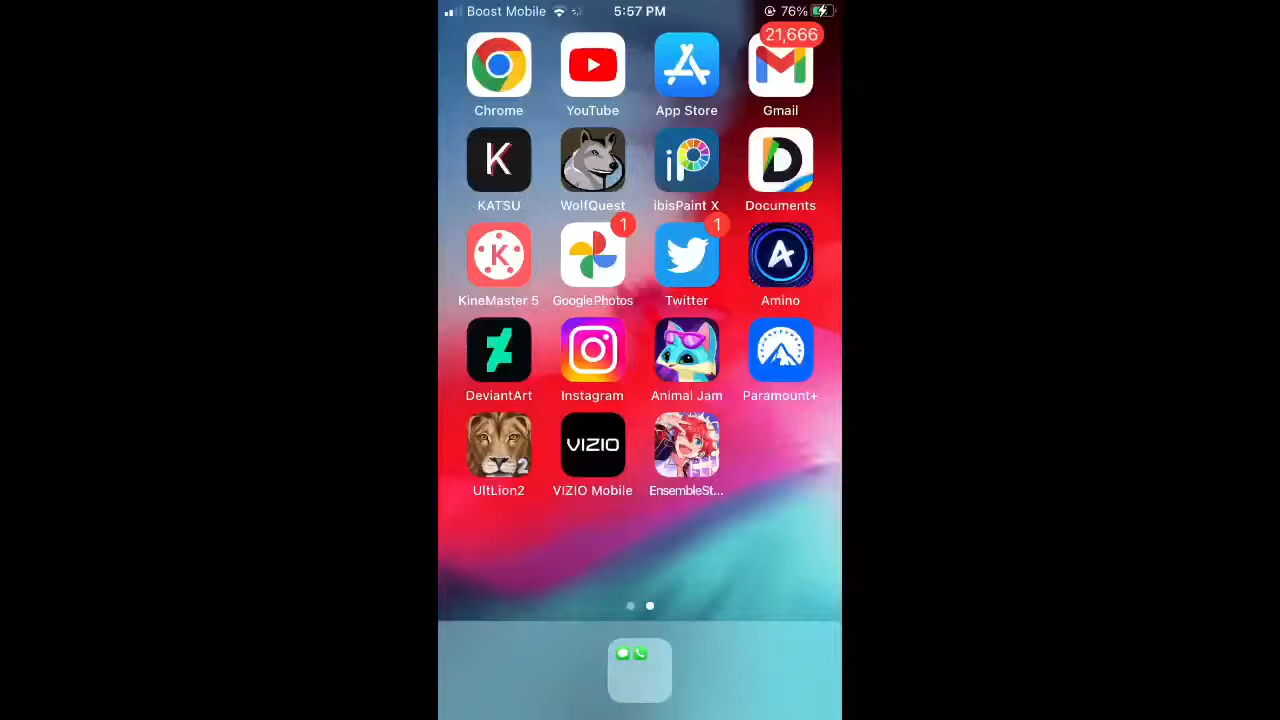 Boost Mobile 5:57 PM 76%
21,666
Chrome YouTube App Store Gmail
K iP D
KATSU WolfQuest ibisPaint X Documents
1 1
K A
KineMaster 5 Google Photos Twitter Amino
DeviantArt Instagram Animal Jam Paramount+
2 VIZIO
UltLion2 VIZIO Mobile EnsembleSt...